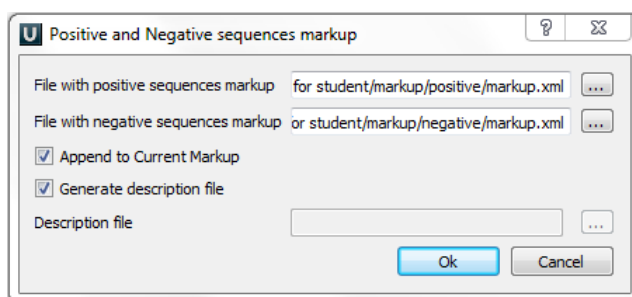 U Positive and Negative sequences markup
File with positive sequences markup for student/markup/positive/markup.xml ...
File with negative sequences markup or student/markup/negative/markup.xml ...
Append to Current Markup
Generate description file
Description file ...
Ok Cancel